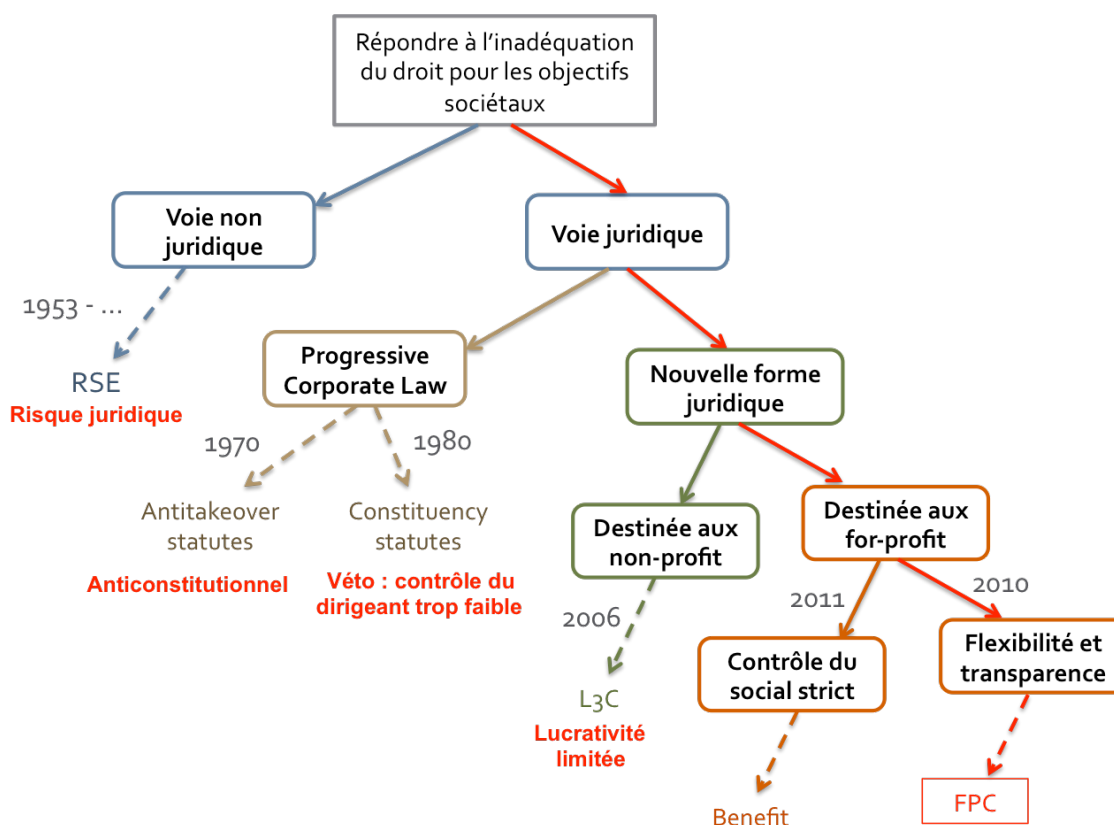 Répondre à l'inadéquation
du droit pour les objectifs
sociétaux
Voie non
juridique
Voie juridique
1953 - ...
RSE
Risque juridique
Progressive
Corporate Law
Nouvelle forme
juridique
1970
1980
Antitakeover
statutes
Anticonstitutionnel
Constituency
statutes
Véto : contrôle du
dirigeant trop faible
Destinée aux
non-profit
Destinée aux
for-profit
2006
2011
2010
L3C
Lucrativité
limitée
Contrôle du
social strict
Flexibilité et
transparence
Benefit
FPC